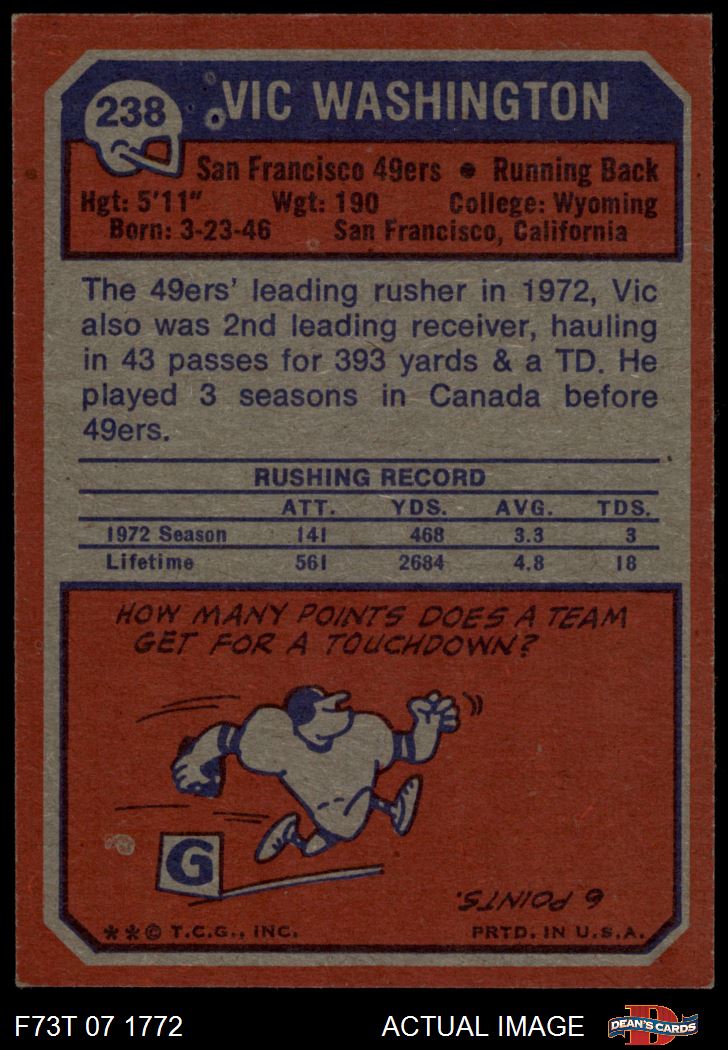 238
VIC WASHINGTON
San Francisco 49ers ● Running Back
Hgt: 5'11" Wgt: 190 College: Wyoming
Born: 3-23-46 San Francisco, California
The 49ers' leading rusher in 1972, Vic
also was 2nd leading receiver, hauling
in 43 passes for 393 yards & a TD. He
played 3 seasons in Canada before
49ers.
RUSHING RECORD
ATT. YDS. AVG. TDS.
1972 Season 141 468 3.3 3
Lifetime 561 2684 4.8 18
HOW MANY POINTS DOES A TEAM
GET FOR A TOUCHDOWN?
G
6 POINTS.
**© T.C.G., INC. PRTD. IN U.S.A.
F73T 07 1772 ACTUAL IMAGE D DEAN'S CARDS